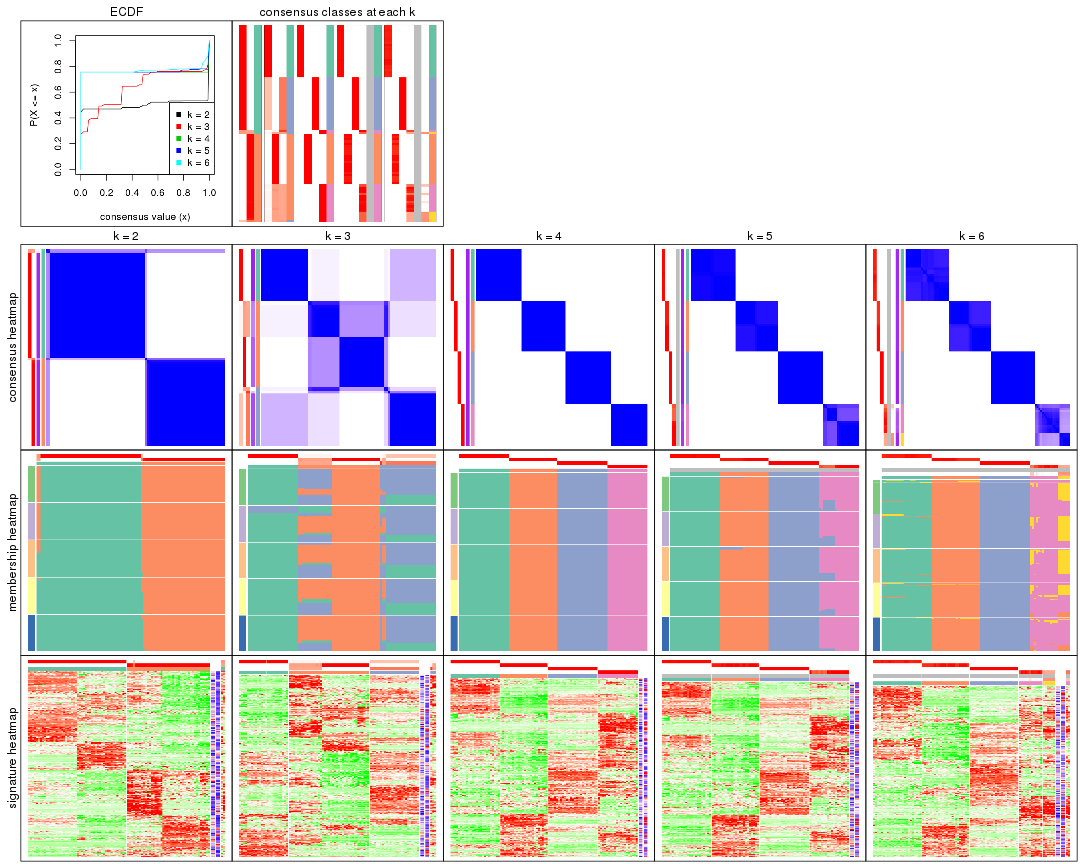 ECDF
consensus classes at each k
P(X <= x)
0.0 0.2 0.4 0.6 0.8 1.0
0.0 0.2 0.4 0.6 0.8 1.0
k = 2
k = 3
k = 4
k = 5
k = 6
consensus value (x)
k = 2
k = 3
k = 4
k = 5
k = 6
consensus heatmap
membership heatmap
signature heatmap